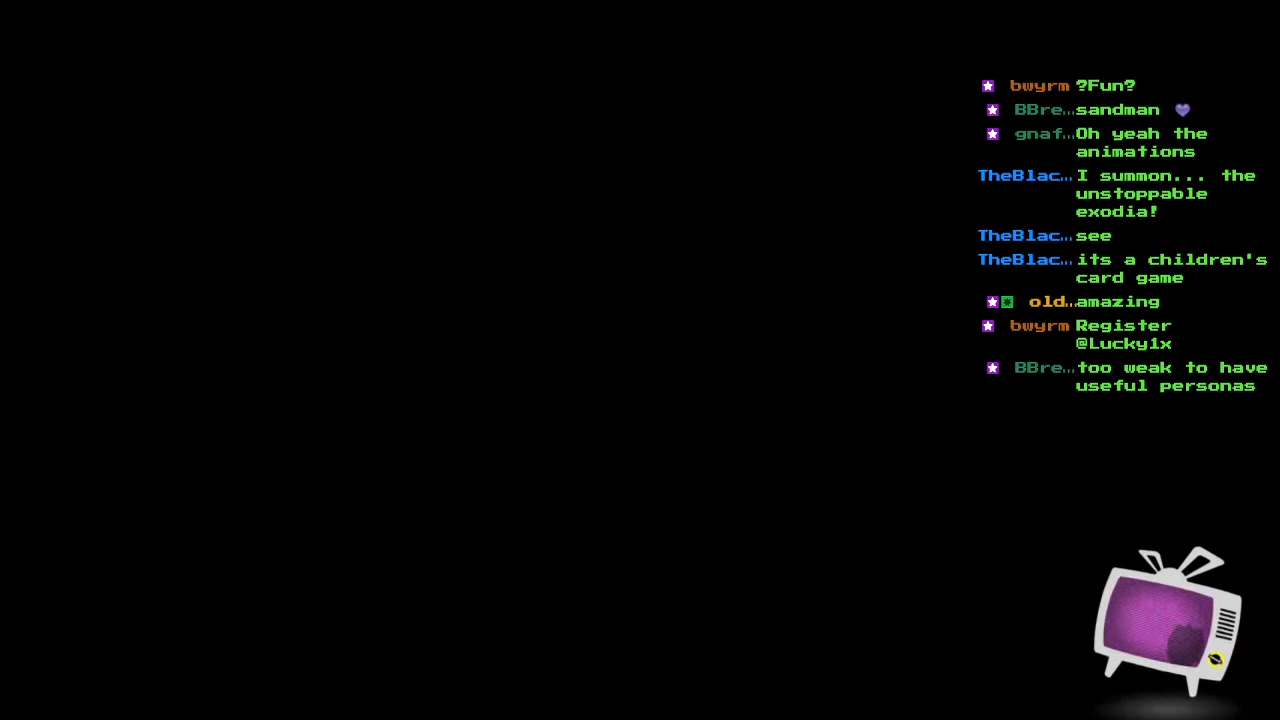 bwyrm ?Fun?
BBre... sandman
gnaf... Oh yeah the
animations
TheBlac... I summon... the
unstoppable
exodia!
TheBlac... see
TheBlac... its a children's
card game
old... amazing
bwyrm Register
@Lucky1x
BBre... too weak to have
useful personas